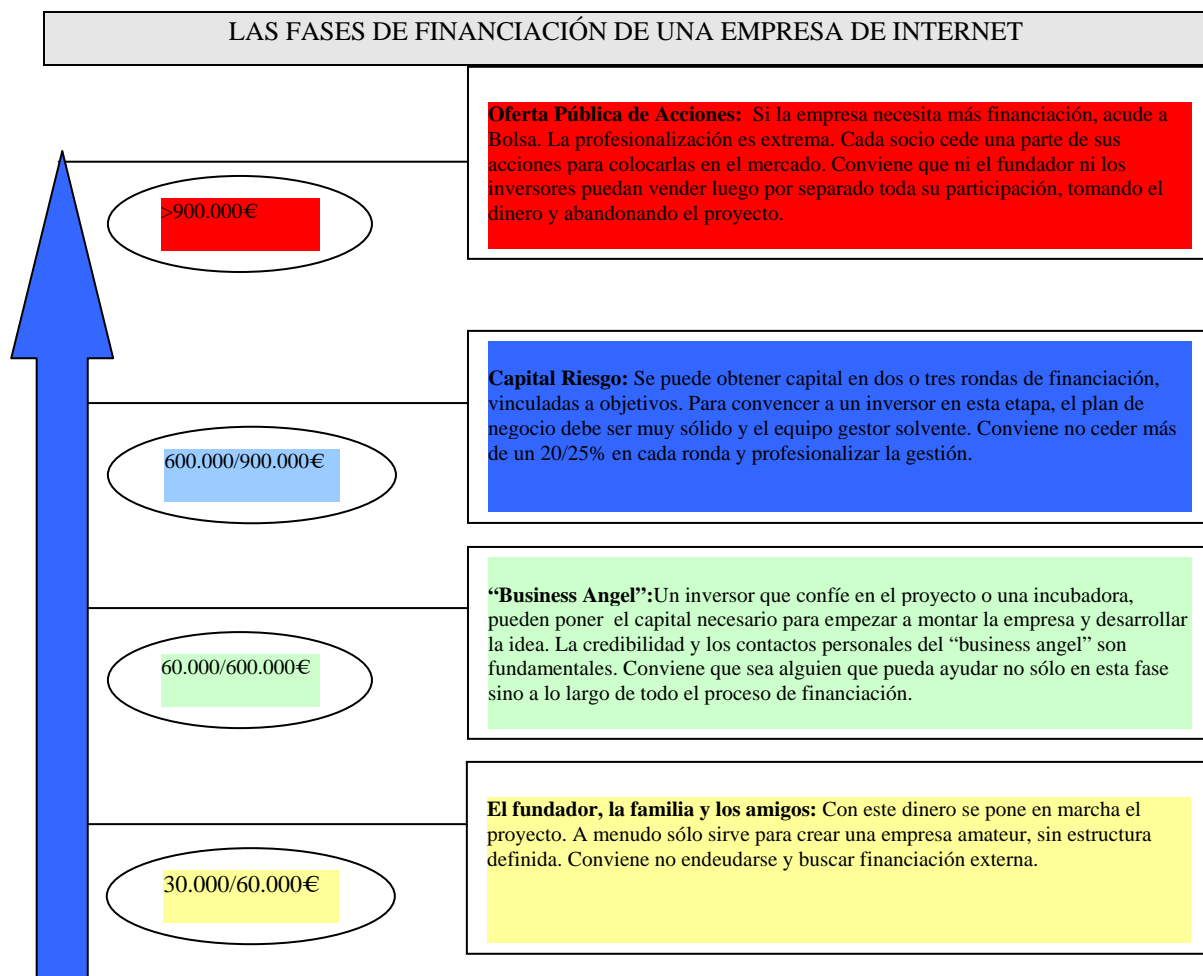 LAS FASES DE FINANCIACIÓN DE UNA EMPRESA DE INTERNET
Oferta Pública de Acciones: Si la empresa necesita más financiación, acude a
Bolsa. La profesionalización es extrema. Cada socio cede una parte de sus
acciones para colocarlas en el mercado. Conviene que ni el fundador ni los
inversores puedan vender luego por separado toda su participación, tomando el
dinero y abandonando el proyecto.
>900.000€
Capital Riesgo: Se puede obtener capital en dos o tres rondas de financiación,
vinculadas a objetivos. Para convencer a un inversor en esta etapa, el plan de
negocio debe ser muy sólido y el equipo gestor solvente. Conviene no ceder más
de un 20/25% en cada ronda y profesionalizar la gestión.
600.000/900.000€
“Business Angel”:Un inversor que confíe en el proyecto o una incubadora,
pueden poner el capital necesario para empezar a montar la empresa y desarrollar
la idea. La credibilidad y los contactos personales del “business angel” son
fundamentales. Conviene que sea alguien que pueda ayudar no sólo en esta fase
sino a lo largo de todo el proceso de financiación.
60.000/600.000€
El fundador, la familia y los amigos: Con este dinero se pone en marcha el
proyecto. A menudo sólo sirve para crear una empresa amateur, sin estructura
definida. Conviene no endeudarse y buscar financiación externa.
30.000/60.000€